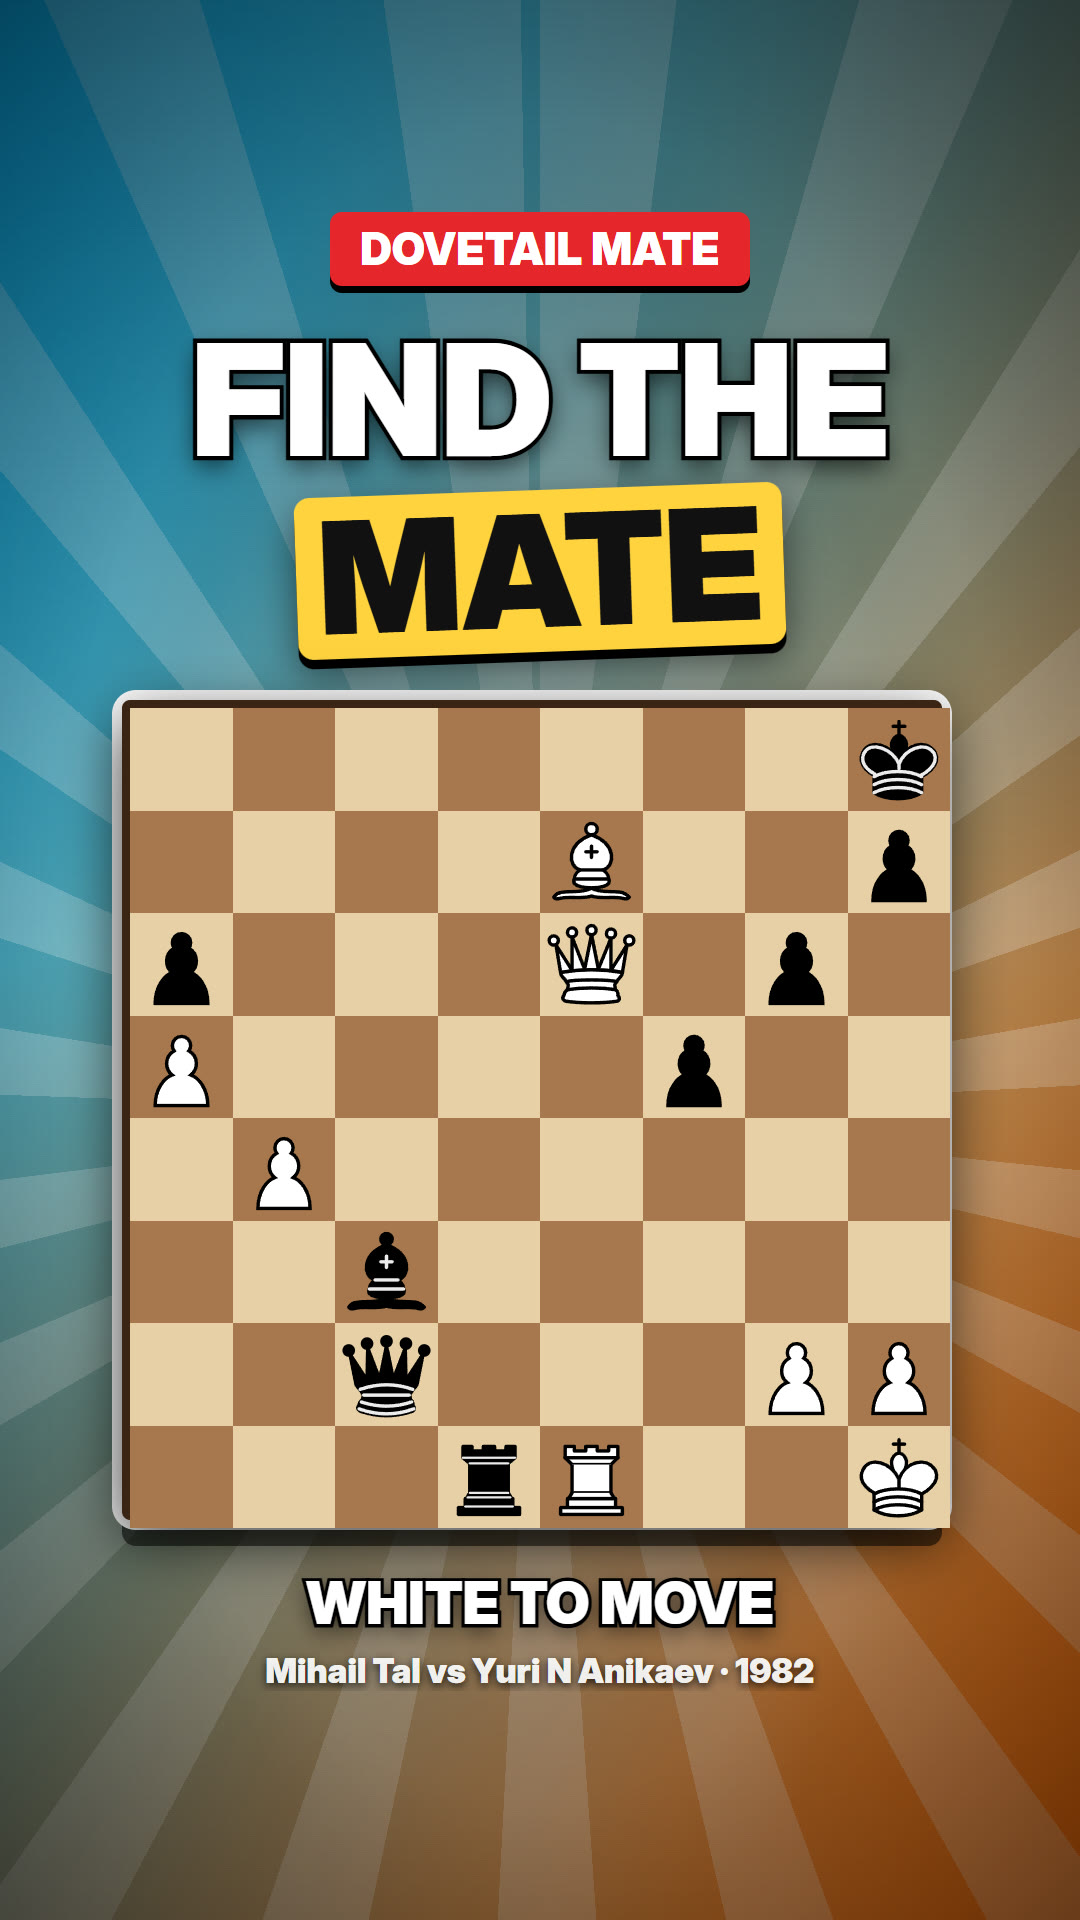 DOVETAIL MATE
FIND THE
MATE
WHITE TO MOVE
Mihail Tal vs Yuri N Anikaev · 1982